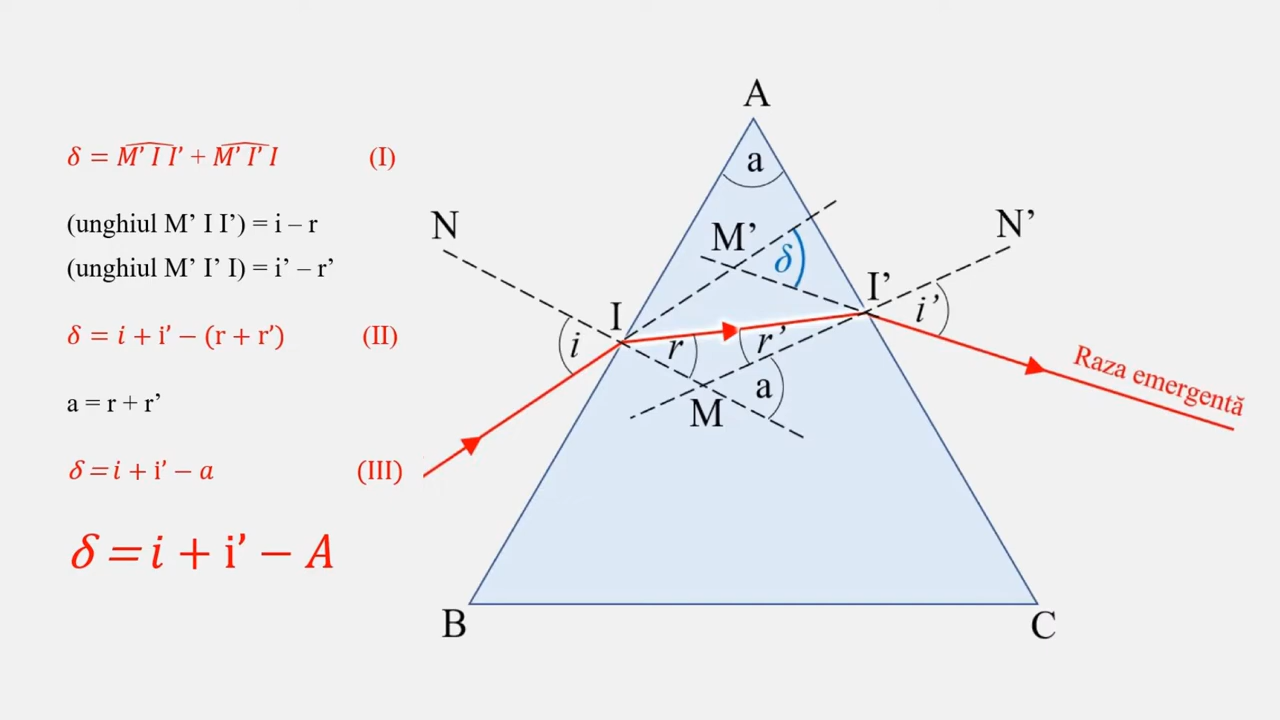 δ = M’ I I’ + M’ I’ I (I)
(unghiul M’ I I’) = i – r
(unghiul M’ I’ I) = i’ – r’
δ = i + i’ − (r + r’) (II)
a = r + r’
δ = i + i’ − a (III)
δ = i + i’ − A
A
a
N
M’
δ
N’
I
I’
i
r
r’
i’
a
M
Raza emergentă
B
C